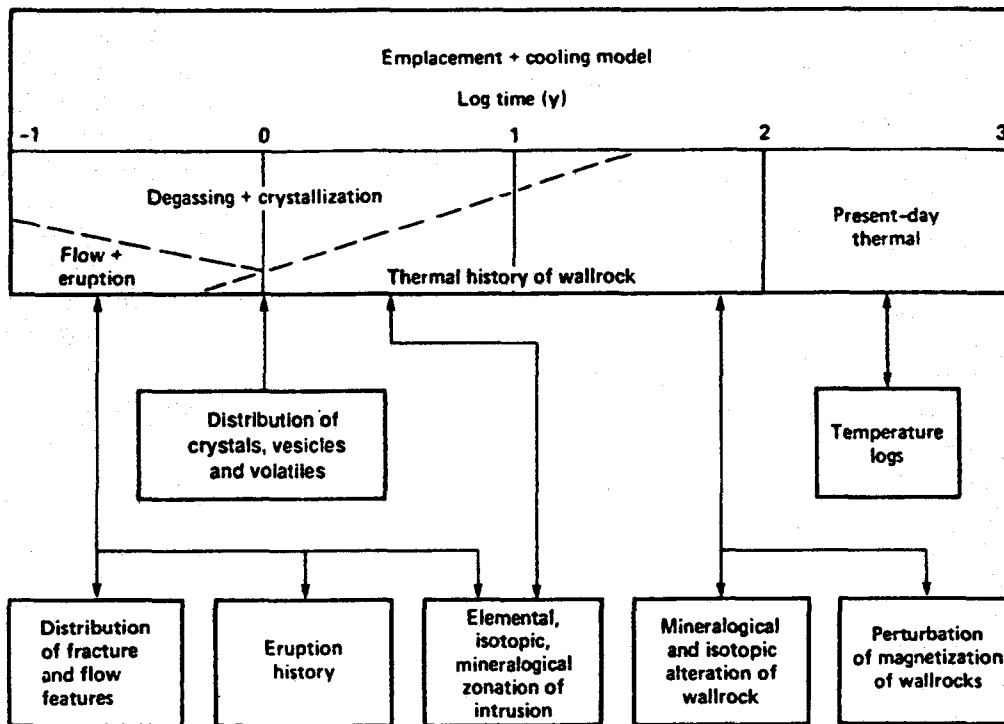 Emplacement + cooling model
Log time (y)
-1 0 1 2 3
Degassing + crystallization
Flow +
eruption
Thermal history of wallrock
Present-day
thermal
Distribution of
crystals, vesicles
and volatiles
Temperature
logs
Distribution
of fracture
and flow
features
Eruption
history
Elemental,
isotopic,
mineralogical
zonation of
intrusion
Mineralogical
and isotopic
alteration of
wallrock
Perturbation
of magnetization
of wallrocks